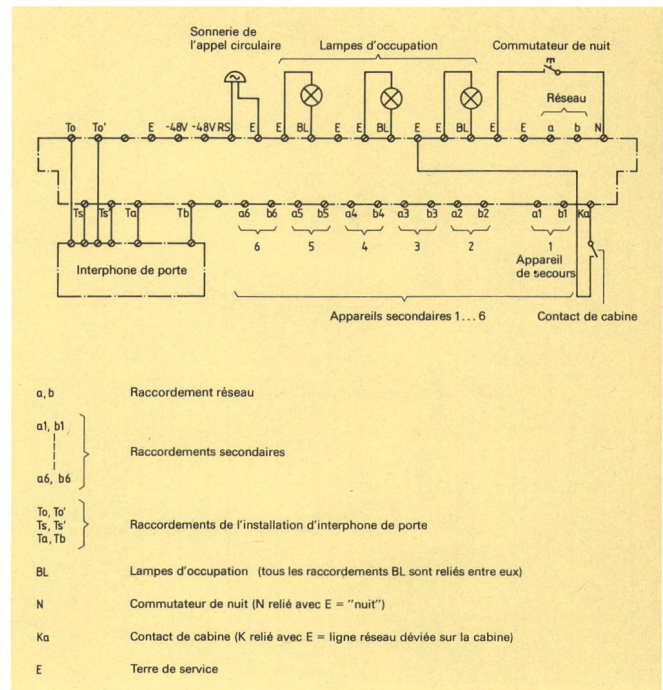 Sonnerie de
l'appel circulaire
Lampes d'occupation
Commutateur de nuit
Réseau
To To' E -48V -48V RS E E BL E E BL E E BL E E a b N
Ts Ts' Ta Tb a6 b6 a5 b5 a4 b4 a3 b3 a2 b2 a1 b1 Ka
6 5 4 3 2 1
Interphone de porte
Appareil
de secours
Appareils secondaires 1...6
Contact de cabine
a, b Raccordement réseau
a1, b1
Raccordements secondaires
a6, b6
To, To'
Ts, Ts' Raccordements de l'installation d'interphone de porte
Ta, Tb
BL Lampes d'occupation (tous les raccordements BL sont reliés entre eux)
N Commutateur de nuit (N relié avec E = "nuit")
Ka Contact de cabine (K relié avec E = ligne réseau déviée sur la cabine)
E Terre de service